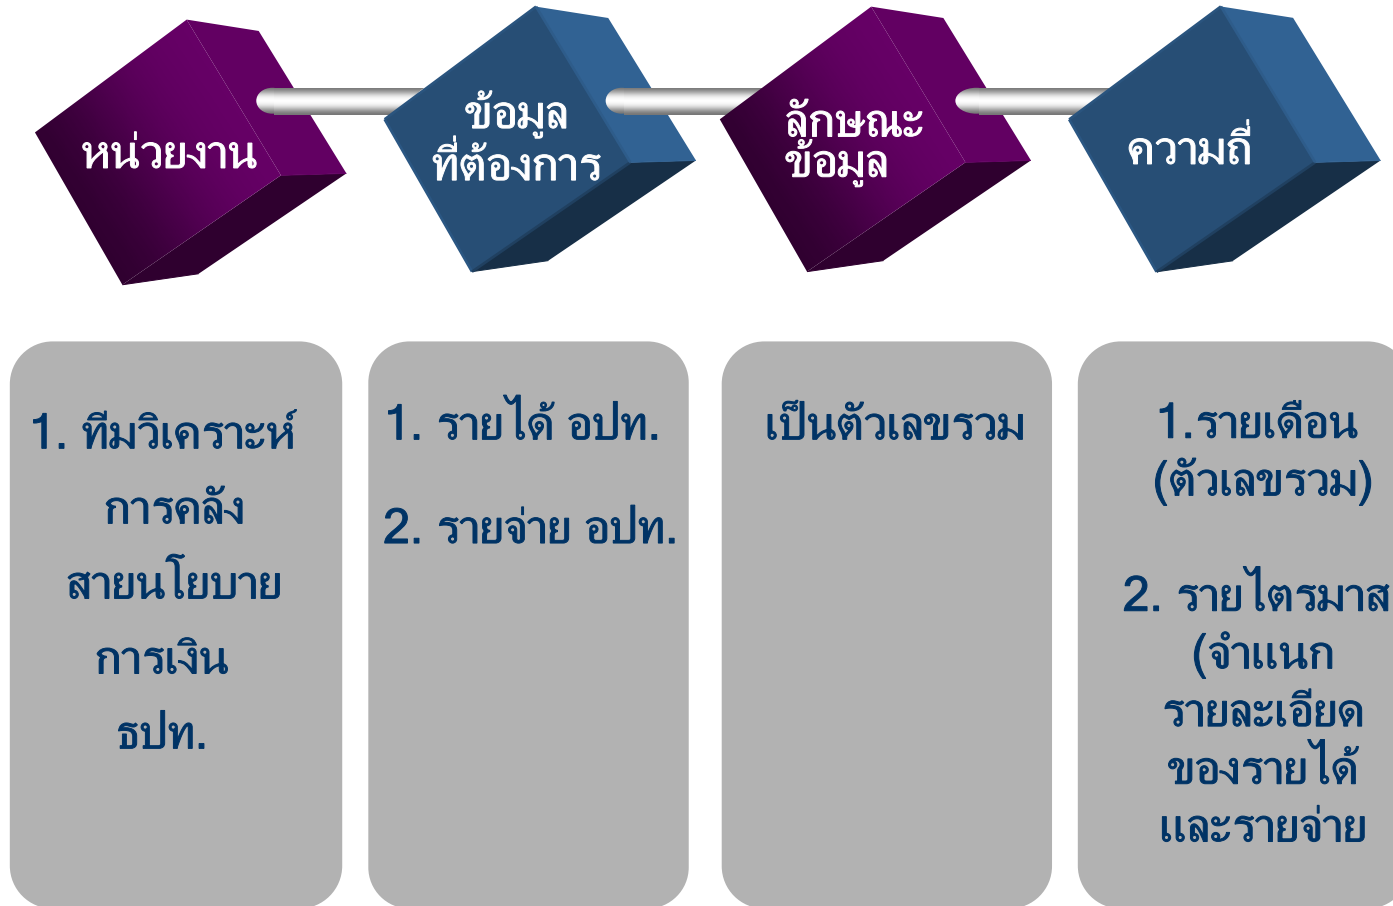 หน่วยงาน
ข้อมูล
ที่ต้องการ
ลักษณะ
ข้อมูล
ความถี่
1. ทีมวิเคราะห์
การคลัง
สายนโยบาย
การเงิน
ธปท.
1. รายได้ อปท.
2. รายจ่าย อปท.
เป็นตัวเลขรวม
1.รายเดือน
(ตัวเลขรวม)
2. รายไตรมาส
(จำแนก
รายละเอียด
ของรายได้
และรายจ่าย